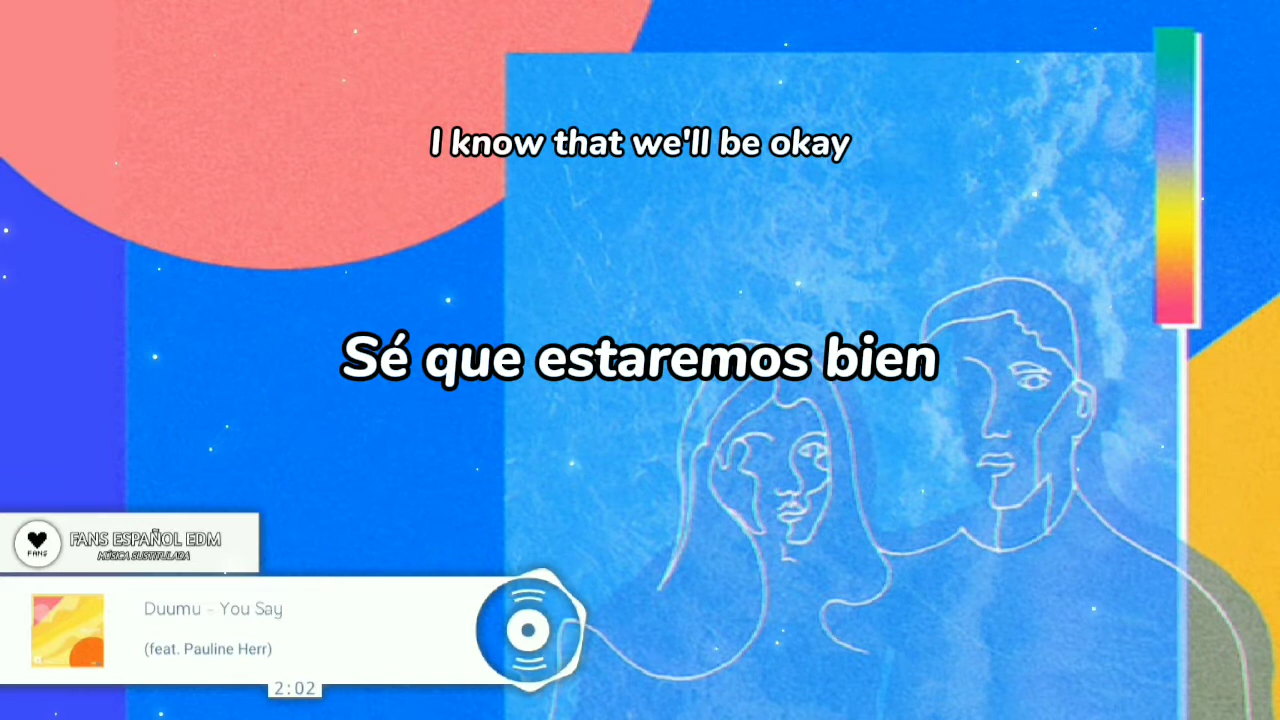 I know that we'll be okay
Sé que estaremos bien
FANS
FANS ESPAÑOL EDM
MÚSICA SUBTITULADA
Duumu - You Say
(feat. Pauline Herr)
2:02